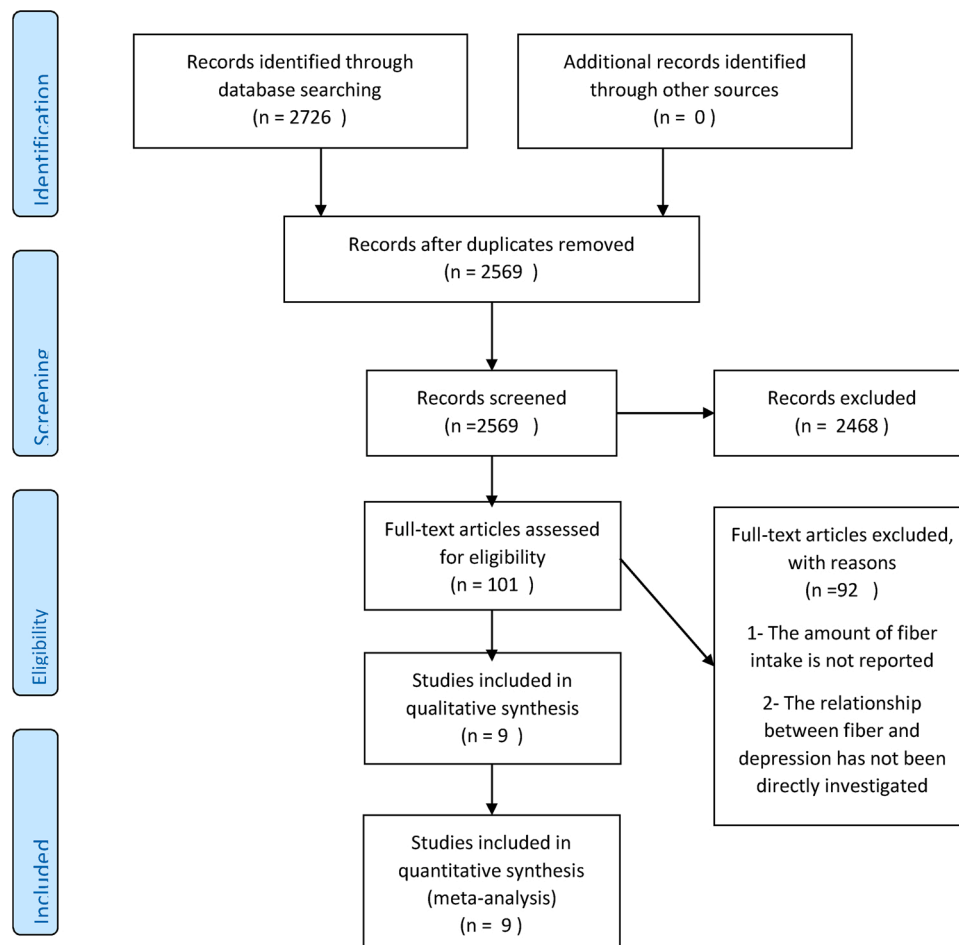 Identification
Records identified through
database searching
(n = 2726  )
Additional records identified
through other sources
(n =  0 )
Records after duplicates removed
(n = 2569  )
Screening
Records screened
(n =2569   )
Records excluded
(n =  2468 )
Eligibility
Full-text articles assessed
for eligibility
(n = 101  )
Full-text articles excluded,
with reasons
(n =92   )
1- The amount of fiber
intake is not reported
2- The relationship
between fiber and
depression has not been
directly investigated
Studies included in
qualitative synthesis
(n = 9  )
Included
Studies included in
quantitative synthesis
(meta-analysis)
(n =  9 )